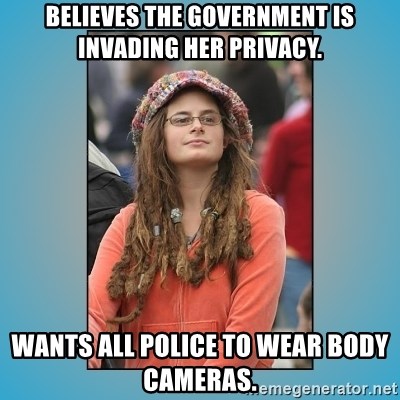 BELIEVES THE GOVERNMENT IS
INVADING HER PRIVACY.
WANTS ALL POLICE TO WEAR BODY
CAMERAS.
memegenerator.net